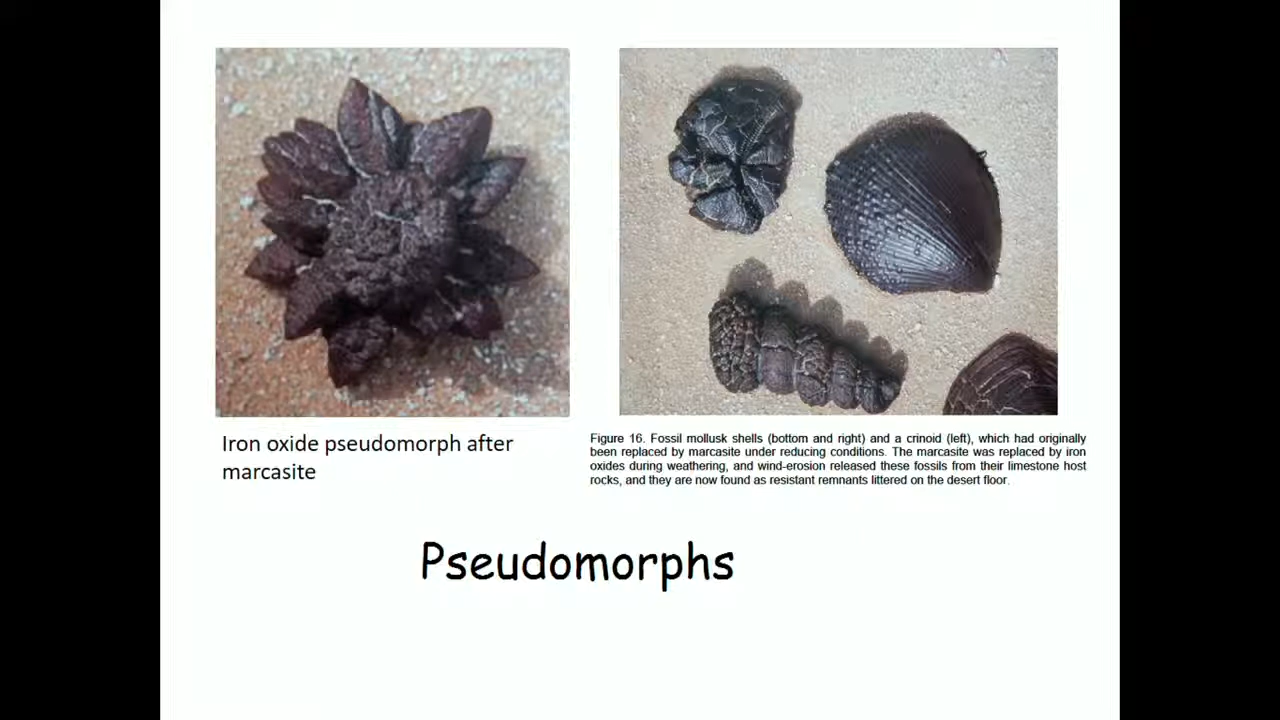 Iron oxide pseudomorph after
marcasite
Figure 16. Fossil mollusk shells (bottom and right) and a crinoid (left), which had originally
been replaced by marcasite under reducing conditions. The marcasite was replaced by iron
oxides during weathering, and wind-erosion released these fossils from their limestone host
rocks, and they are now found as resistant remnants littered on the desert floor.
Pseudomorphs